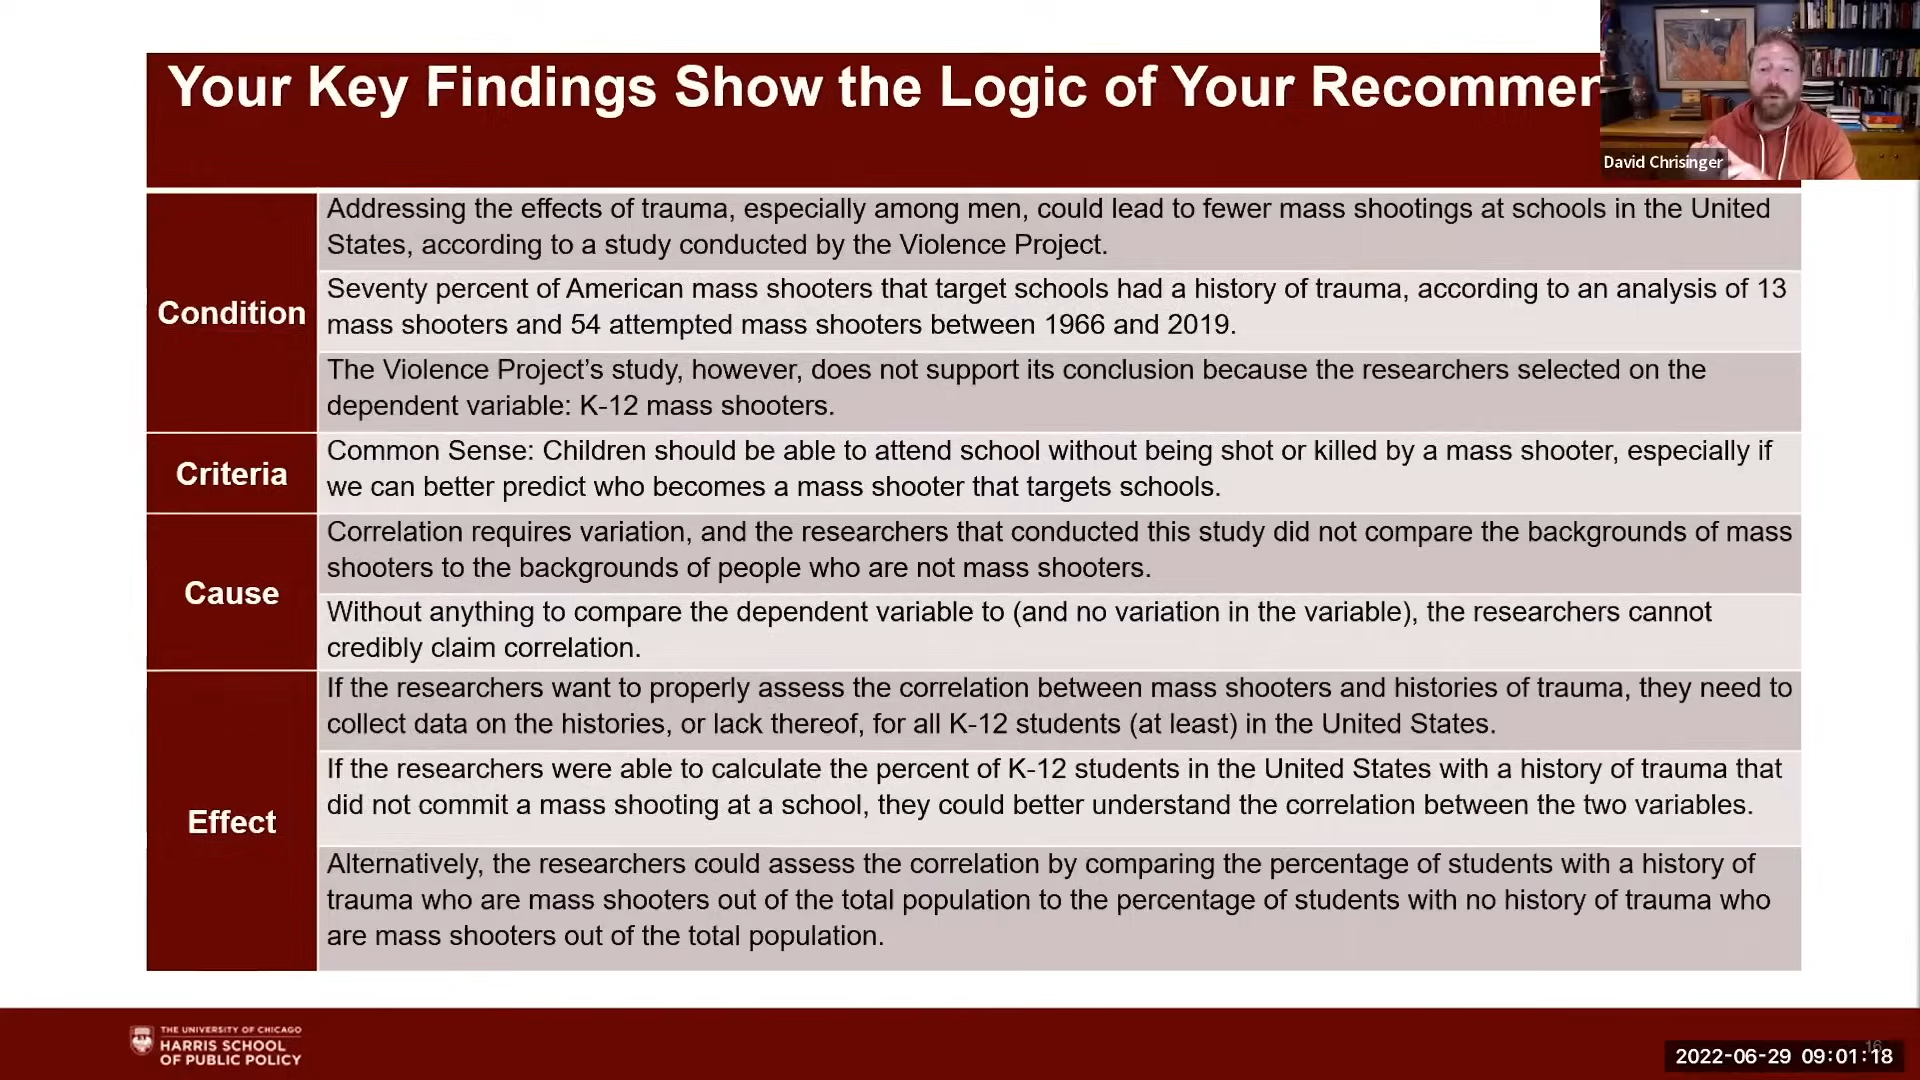 Your Key Findings Show the Logic of Your Recommen
David Chrisinger
Condition
Addressing the effects of trauma, especially among men, could lead to fewer mass shootings at schools in the United
States, according to a study conducted by the Violence Project.
Seventy percent of American mass shooters that target schools had a history of trauma, according to an analysis of 13
mass shooters and 54 attempted mass shooters between 1966 and 2019.
The Violence Project’s study, however, does not support its conclusion because the researchers selected on the
dependent variable: K-12 mass shooters.
Criteria
Common Sense: Children should be able to attend school without being shot or killed by a mass shooter, especially if
we can better predict who becomes a mass shooter that targets schools.
Cause
Correlation requires variation, and the researchers that conducted this study did not compare the backgrounds of mass
shooters to the backgrounds of people who are not mass shooters.
Without anything to compare the dependent variable to (and no variation in the variable), the researchers cannot
credibly claim correlation.
Effect
If the researchers want to properly assess the correlation between mass shooters and histories of trauma, they need to
collect data on the histories, or lack thereof, for all K-12 students (at least) in the United States.
If the researchers were able to calculate the percent of K-12 students in the United States with a history of trauma that
did not commit a mass shooting at a school, they could better understand the correlation between the two variables.
Alternatively, the researchers could assess the correlation by comparing the percentage of students with a history of
trauma who are mass shooters out of the total population to the percentage of students with no history of trauma who
are mass shooters out of the total population.
THE UNIVERSITY OF CHICAGO
HARRIS SCHOOL
OF PUBLIC POLICY
16
2022-06-29 09:01:18